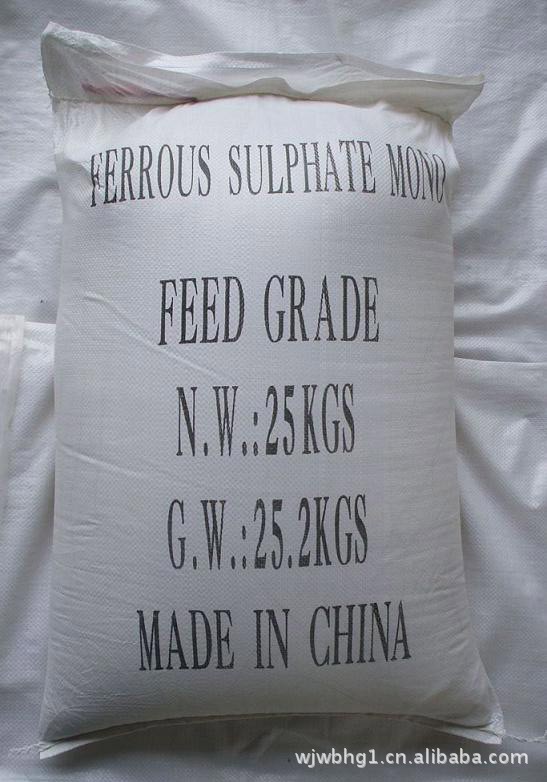 FERROUS SULPHATE MONO
FEED GRADE
N.W.:25KGS
G.W.:25.2KGS
MADE IN CHINA
wjwbhg1.cn.alibaba.com